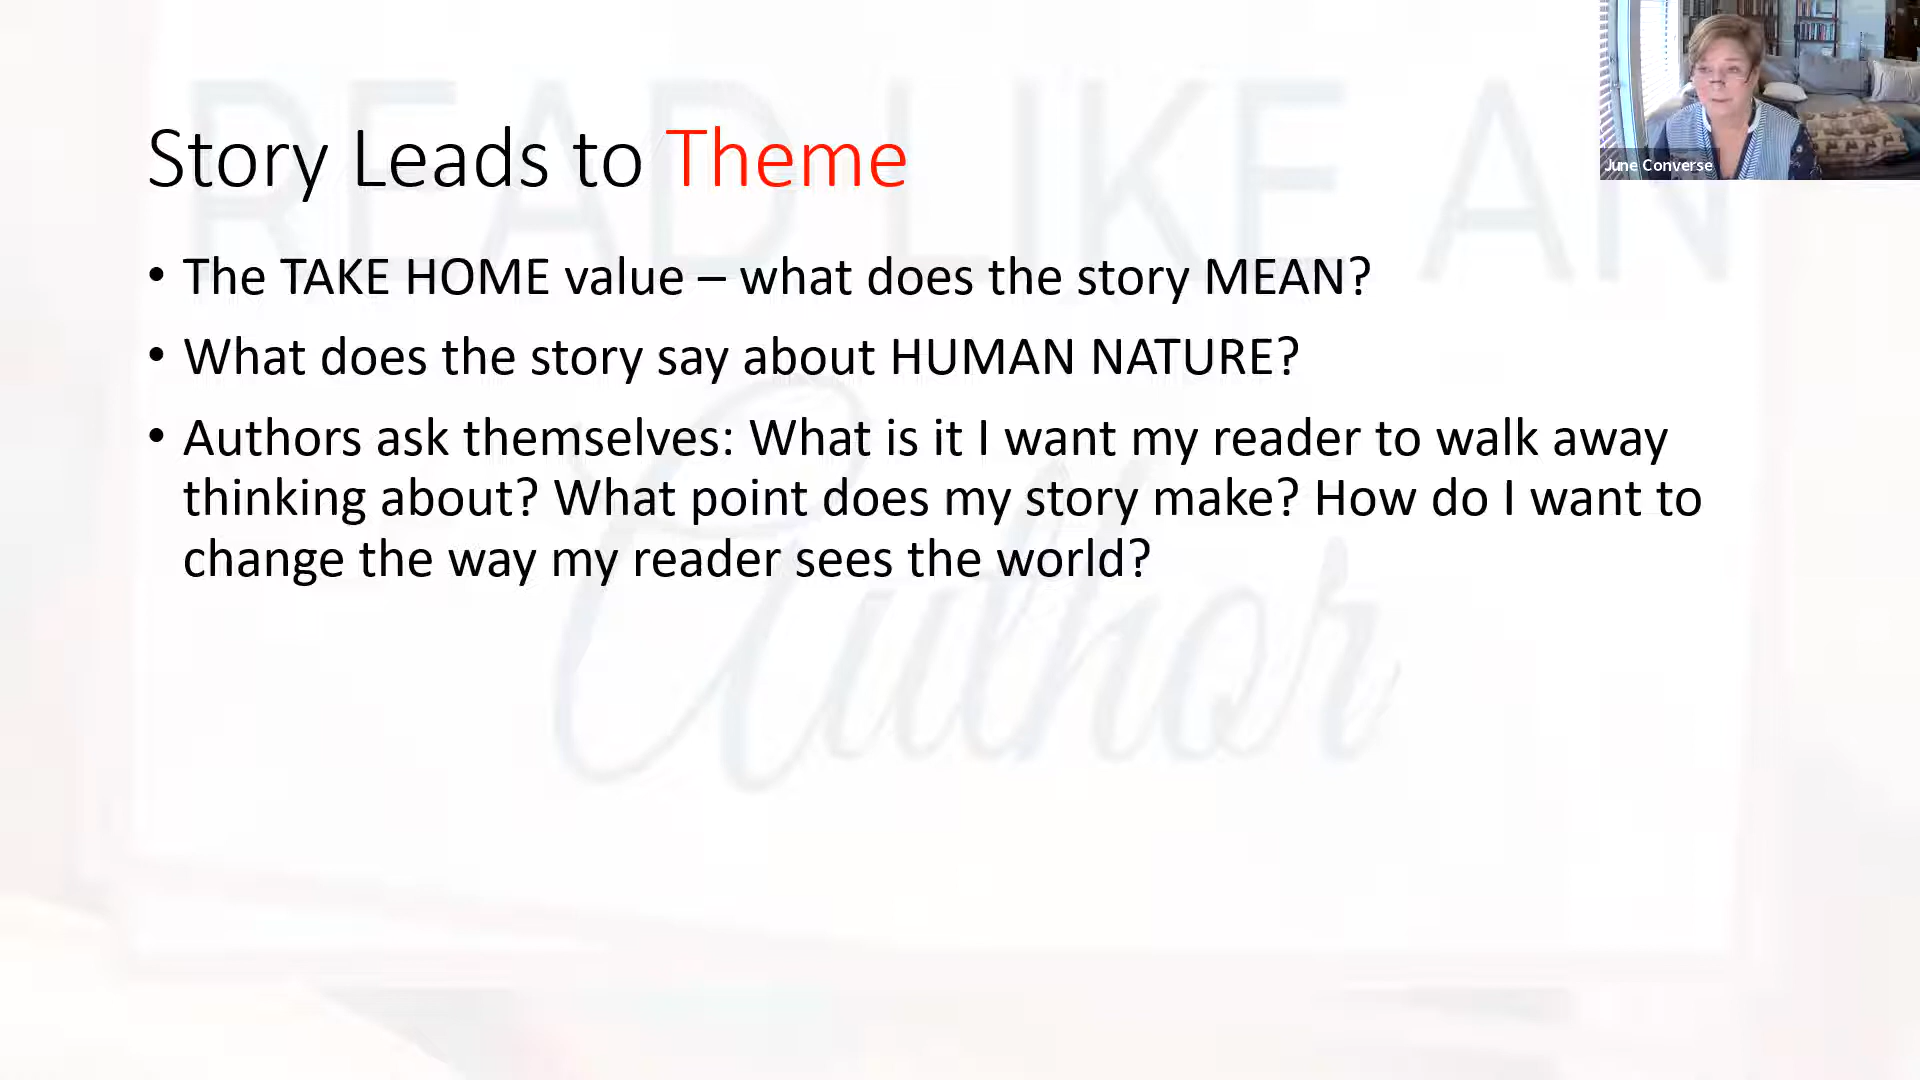 READ LIKE AN
Story Leads to Theme
June Converse
• The TAKE HOME value – what does the story MEAN?
• What does the story say about HUMAN NATURE?
• Authors ask themselves: What is it I want my reader to walk away
thinking about? What point does my story make? How do I want to
change the way my reader sees the world?
Author